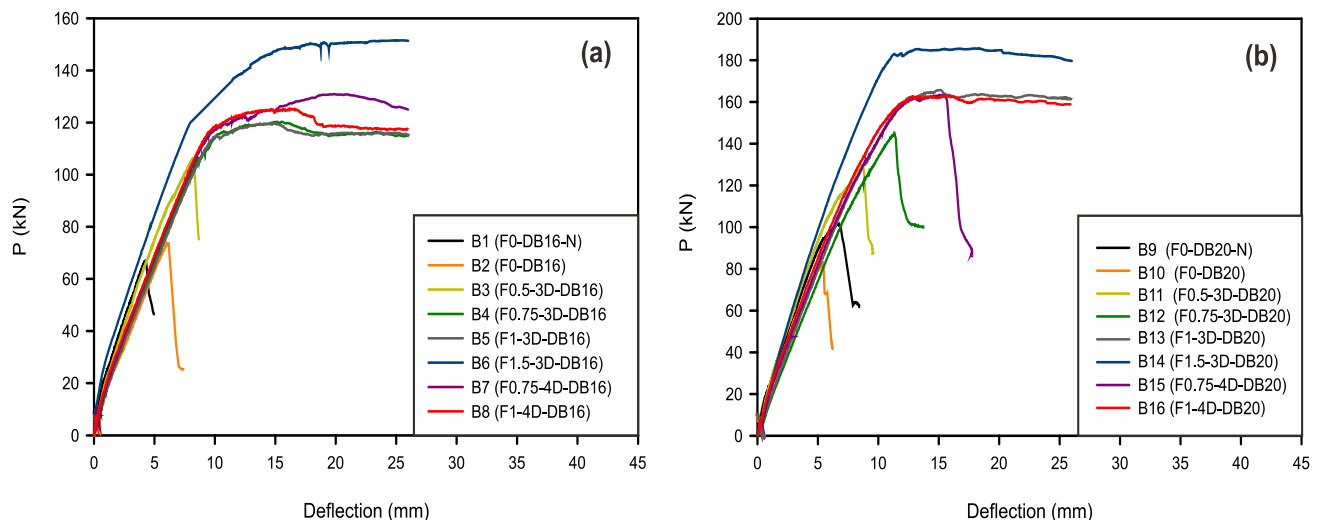 (a)
P (kN)
160
140
120
100
80
60
40
20
0
0 5 10 15 20 25 30 35 40 45
Deflection (mm)
B1 (F0-DB16-N)
B2 (F0-DB16)
B3 (F0.5-3D-DB16)
B4 (F0.75-3D-DB16
B5 (F1-3D-DB16)
B6 (F1.5-3D-DB16)
B7 (F0.75-4D-DB16)
B8 (F1-4D-DB16)
(b)
P (kN)
200
180
160
140
120
100
80
60
40
20
0
0 5 10 15 20 25 30 35 40 45
Deflection (mm)
B9 (F0-DB20-N)
B10 (F0-DB20)
B11 (F0.5-3D-DB20)
B12 (F0.75-3D-DB20)
B13 (F1-3D-DB20)
B14 (F1.5-3D-DB20)
B15 (F0.75-4D-DB20)
B16 (F1-4D-DB20)